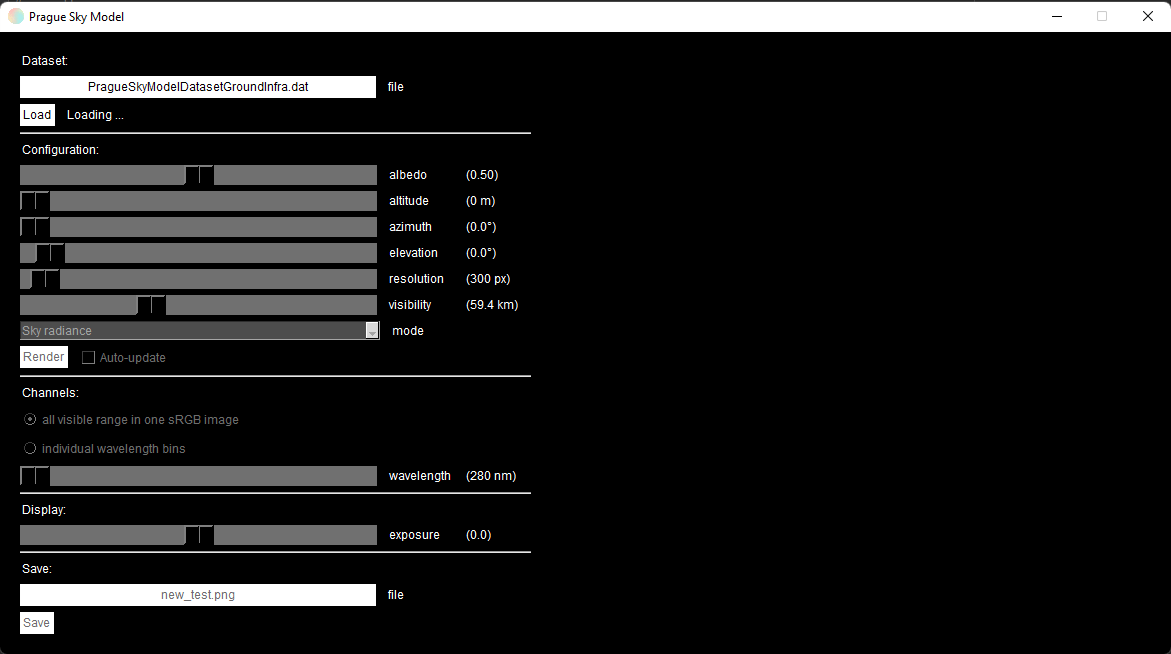 Prague Sky Model
Dataset:
PragueSkyModelDatasetGroundInfra.dat file
Load Loading ...
Configuration:
albedo (0.50)
altitude (0 m)
azimuth (0.0°)
elevation (0.0°)
resolution (300 px)
visibility (59.4 km)
Sky radiance mode
Render Auto-update
Channels:
all visible range in one sRGB image
individual wavelength bins
wavelength (280 nm)
Display:
exposure (0.0)
Save:
new_test.png file
Save